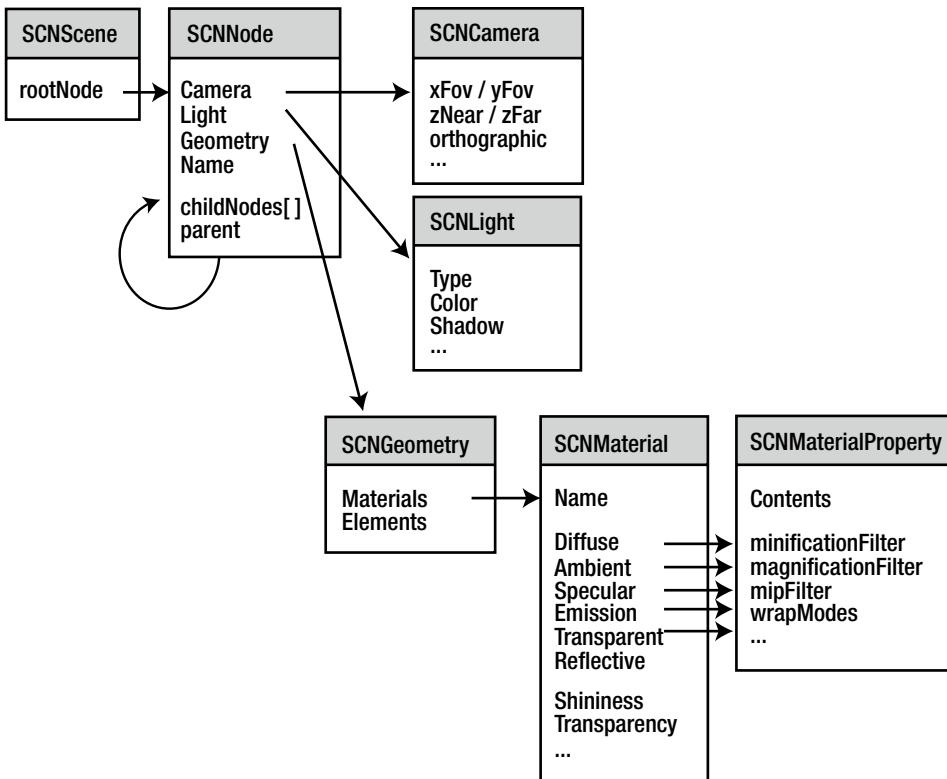 SCNScene
rootNode
SCNNode
Camera
Light
Geometry
Name
childNodes[ ]
parent
SCNCamera
xFov / yFov
zNear / zFar
orthographic
...
SCNLight
Type
Color
Shadow
...
SCNGeometry
Materials
Elements
SCNMaterial
Name
Diffuse
Ambient
Specular
Emission
Transparent
Reflective
Shininess
Transparency
...
SCNMaterialProperty
Contents
minificationFilter
magnificationFilter
mipFilter
wrapModes
...